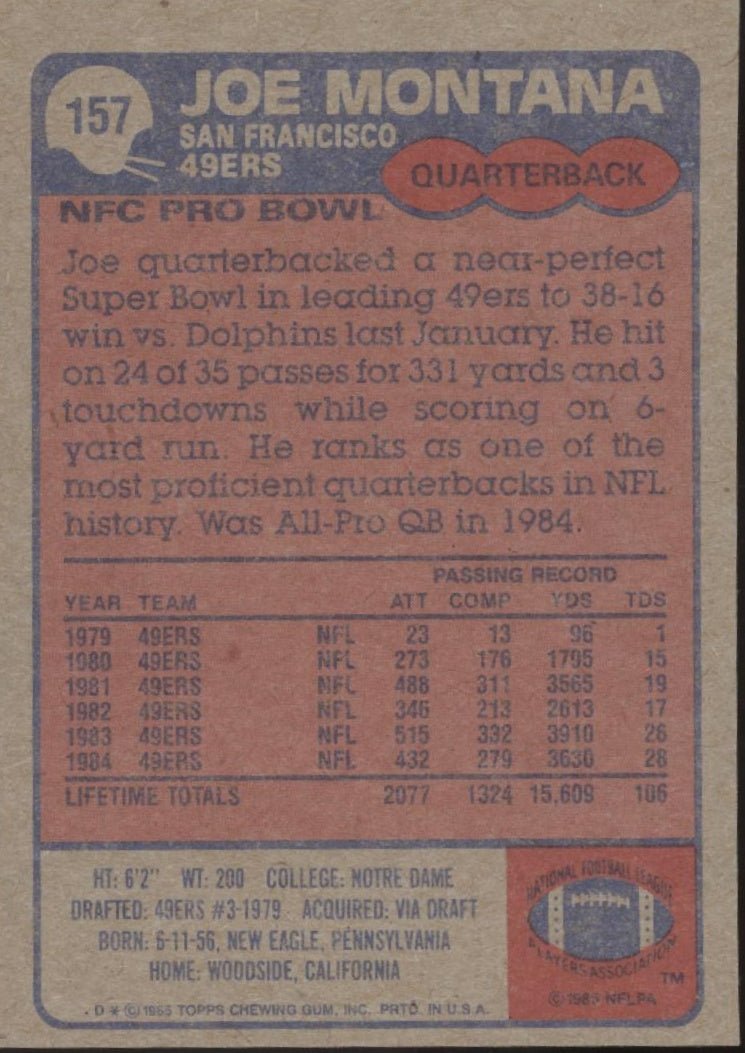 157
JOE MONTANA
SAN FRANCISCO
49ERS
QUARTERBACK
NFC PRO BOWL
Joe quarterbacked a near-perfect
Super Bowl in leading 49ers to 38-16
win vs. Dolphins last January. He hit
on 24 of 35 passes for 331 yards and 3
touchdowns while scoring on 6-
yard run. He ranks as one of the
most proficient quarterbacks in NFL
history. Was All-Pro QB in 1984.
PASSING RECORD
YEAR TEAM ATT COMP YDS TDS
1979 49ERS NFL 23 13 96 1
1980 49ERS NFL 273 176 1795 15
1981 49ERS NFL 488 311 3565 19
1982 49ERS NFL 346 213 2613 17
1983 49ERS NFL 515 332 3910 26
1984 49ERS NFL 432 279 3630 28
LIFETIME TOTALS 2077 1324 15,609 106
HT: 6'2" WT: 200 COLLEGE: NOTRE DAME
DRAFTED: 49ERS #3-1979 ACQUIRED: VIA DRAFT
BORN: 6-11-56, NEW EAGLE, PENNSYLVANIA
HOME: WOODSIDE, CALIFORNIA
. D * © 1985 TOPPS CHEWING GUM, INC. PRTD. IN U.S.A.
NATIONAL FOOTBALL LEAGUE
PLAYERS ASSOCIATION
TM
© 1985 NFLPA